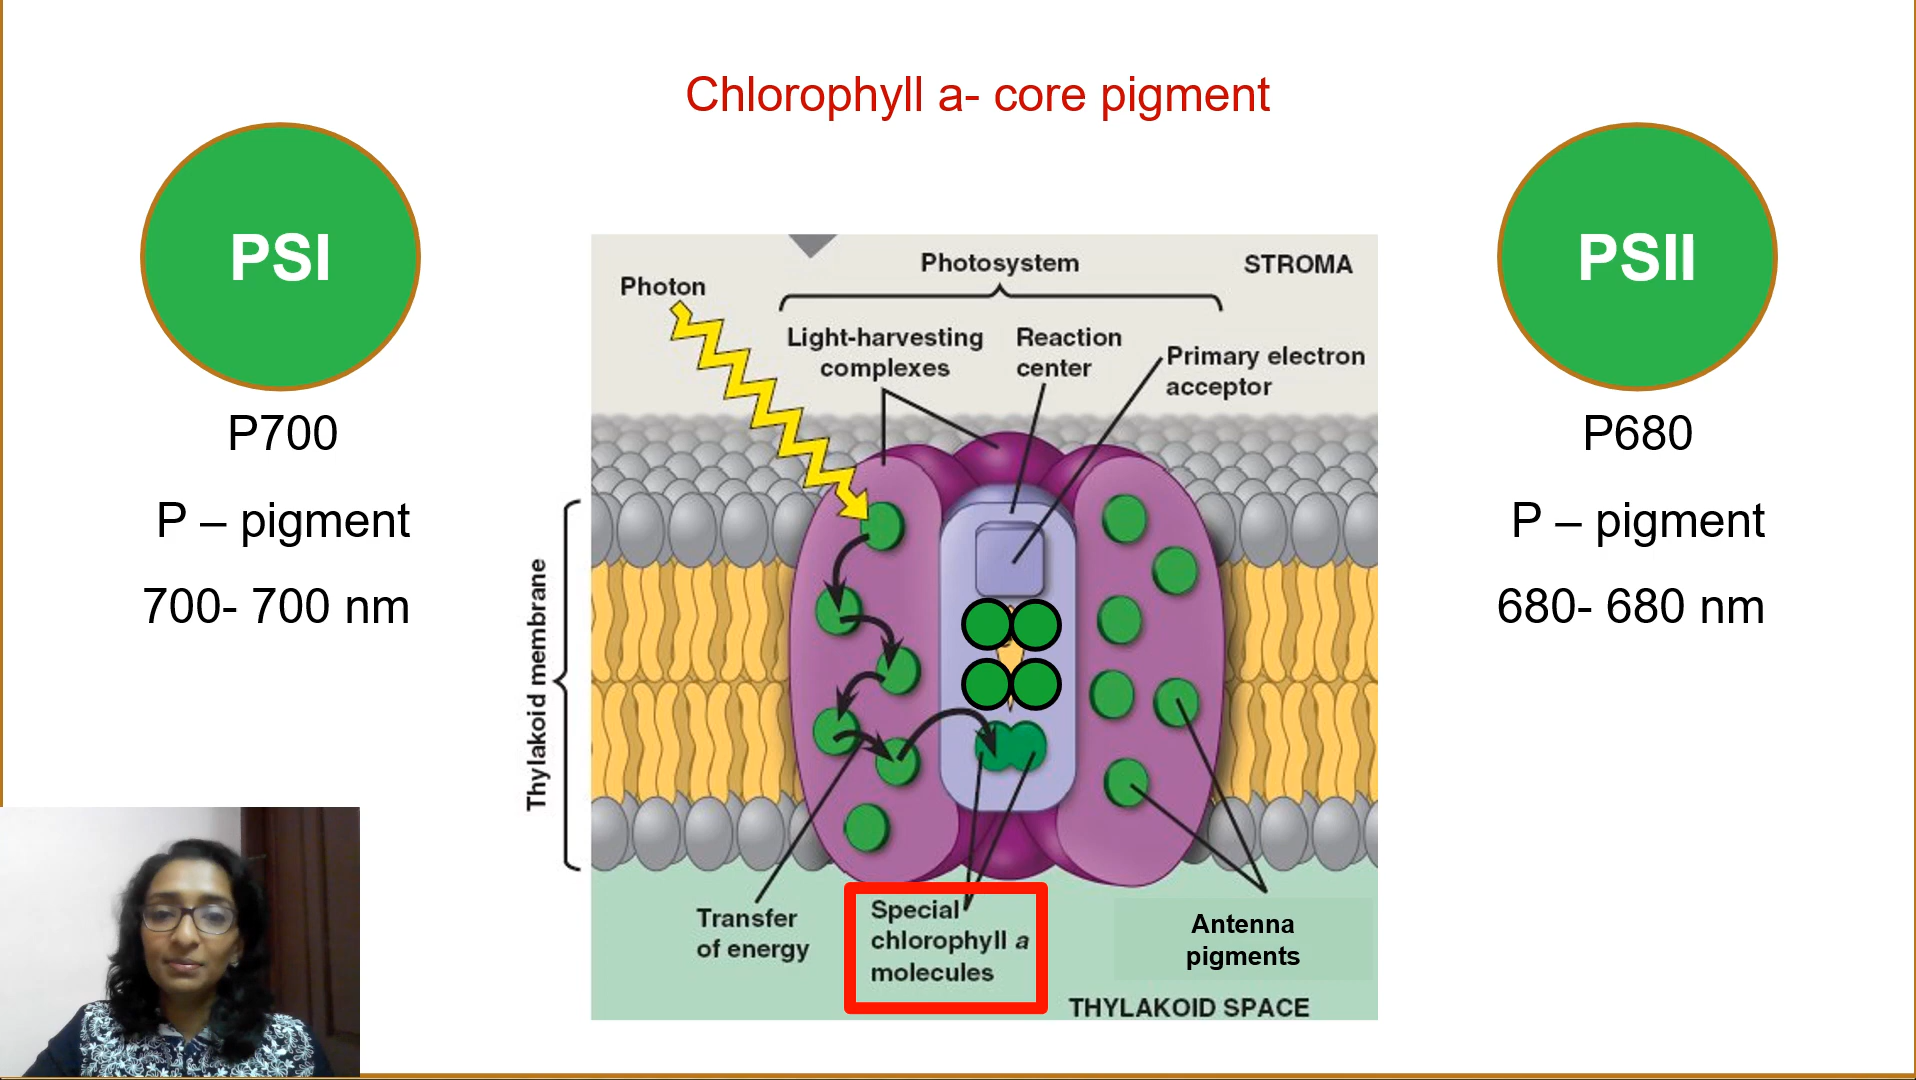 Chlorophyll a- core pigment
PSI
P700
P – pigment
700- 700 nm
Photosystem
STROMA
Photon
Light-harvesting
complexes
Reaction
center
Primary electron
acceptor
Thylakoid membrane
Transfer
of energy
Special
chlorophyll a
molecules
Antenna
pigments
THYLAKOID SPACE
PSII
P680
P – pigment
680- 680 nm